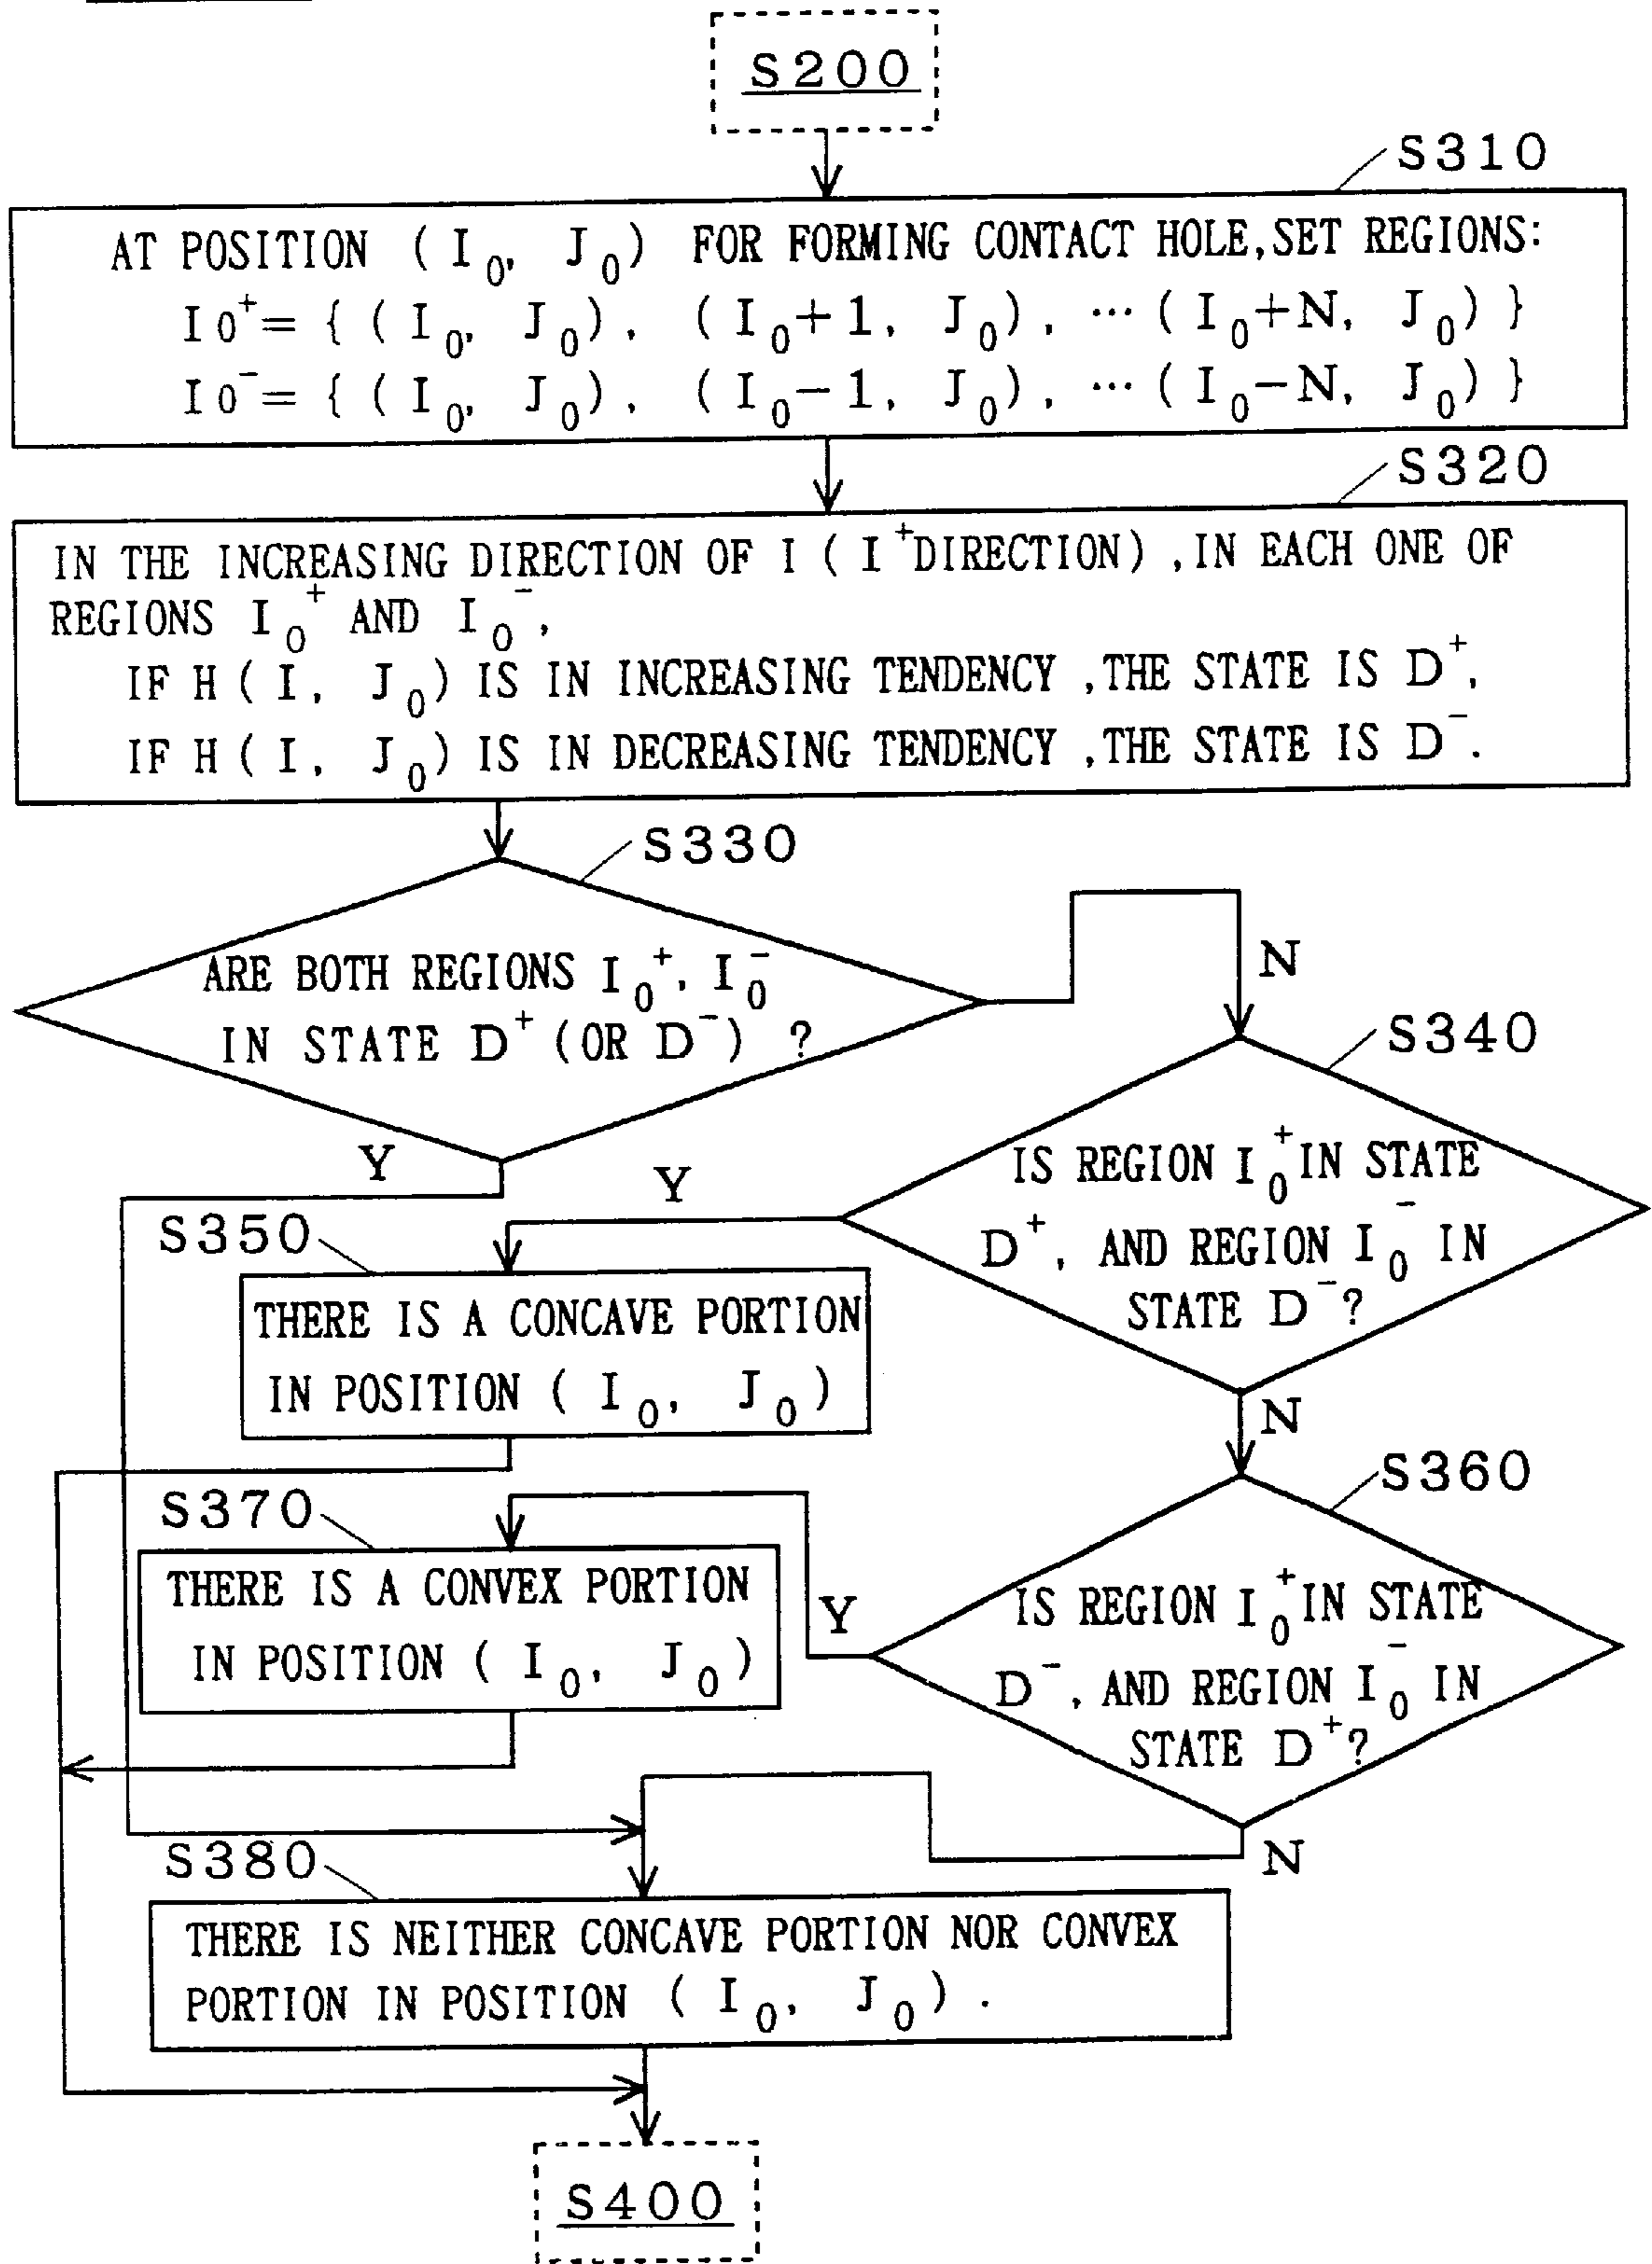 S200
S310
AT POSITION (I₀, J₀) FOR FORMING CONTACT HOLE,SET REGIONS:
I0⁺={(I₀, J₀), (I₀+1, J₀), ⋯(I₀+N, J₀)}
I0⁻={(I₀, J₀), (I₀−1, J₀), ⋯(I₀−N, J₀)}
S320
IN THE INCREASING DIRECTION OF I (I⁺DIRECTION),IN EACH ONE OF
REGIONS I₀⁺ AND I₀⁻,
IF H(I, J₀) IS IN INCREASING TENDENCY ,THE STATE IS D⁺,
IF H(I, J₀) IS IN DECREASING TENDENCY ,THE STATE IS D⁻.
S330
ARE BOTH REGIONS I₀⁺, I₀⁻
IN STATE D⁺(OR D⁻) ?
N
Y
S340
IS REGION I₀⁺IN STATE
D⁺, AND REGION I₀⁻ IN
STATE D⁻?
Y
N
S350
THERE IS A CONCAVE PORTION
IN POSITION (I₀, J₀)
S360
IS REGION I₀⁺IN STATE
D⁻, AND REGION I₀⁻ IN
STATE D⁺?
Y
N
S370
THERE IS A CONVEX PORTION
IN POSITION (I₀, J₀)
S380
THERE IS NEITHER CONCAVE PORTION NOR CONVEX
PORTION IN POSITION (I₀, J₀).
S400